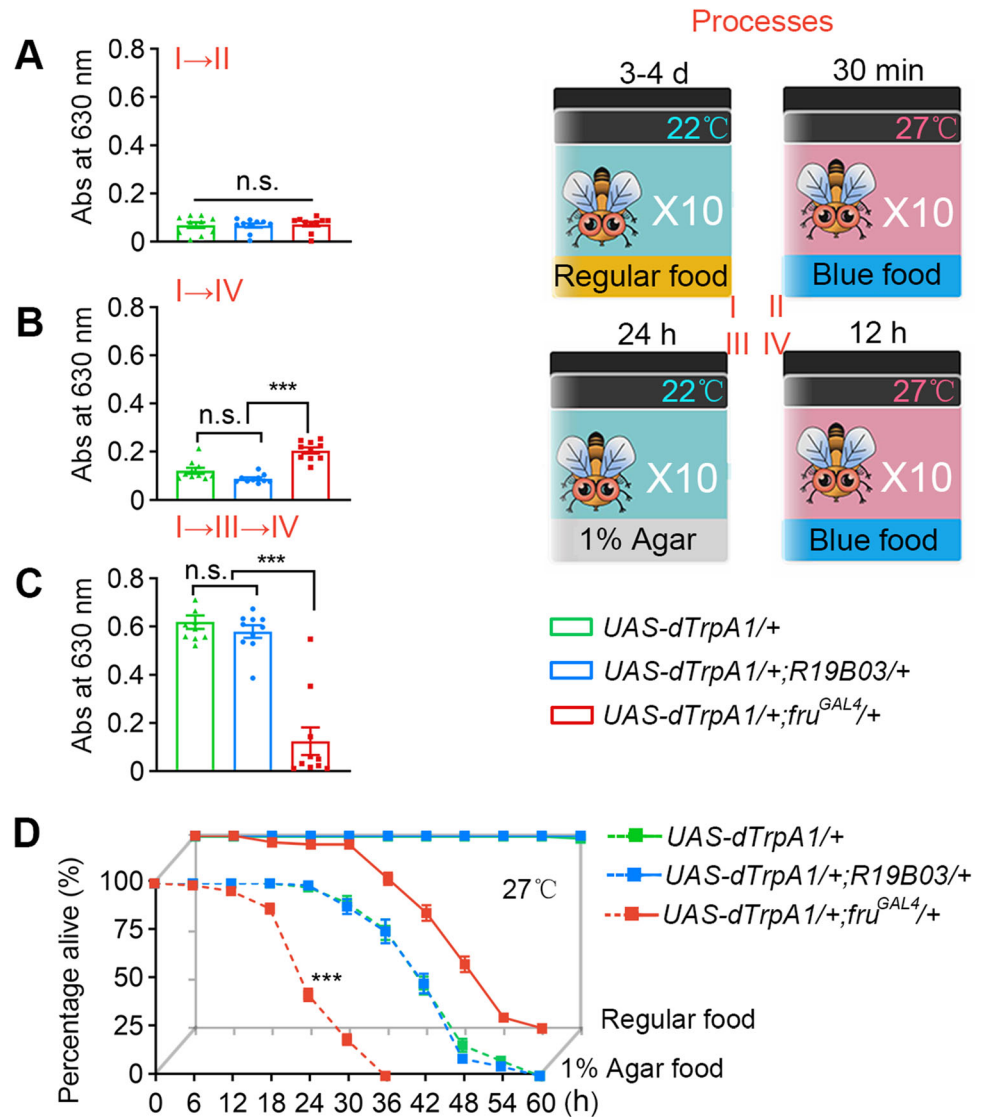 Processes
A
I→II
Abs at 630 nm
0.8
0.6
0.4
0.2
0
n.s.
3-4 d
22℃
X10
Regular food
30 min
27℃
X10
Blue food
I II
III IV
B
I→IV
Abs at 630 nm
0.8
0.6
0.4
0.2
0
n.s.
***
24 h
22℃
X10
1% Agar
12 h
27℃
X10
Blue food
C
I→III→IV
Abs at 630 nm
0.8
0.6
0.4
0.2
0
n.s.
***
UAS-dTrpA1/+
UAS-dTrpA1/+;R19B03/+
UAS-dTrpA1/+;fruGAL4/+
D
Percentage alive (%)
100
75
50
25
0
27℃
***
Regular food
1% Agar food
0 6 12 18 24 30 36 42 48 54 60 (h)
UAS-dTrpA1/+
UAS-dTrpA1/+;R19B03/+
UAS-dTrpA1/+;fruGAL4/+